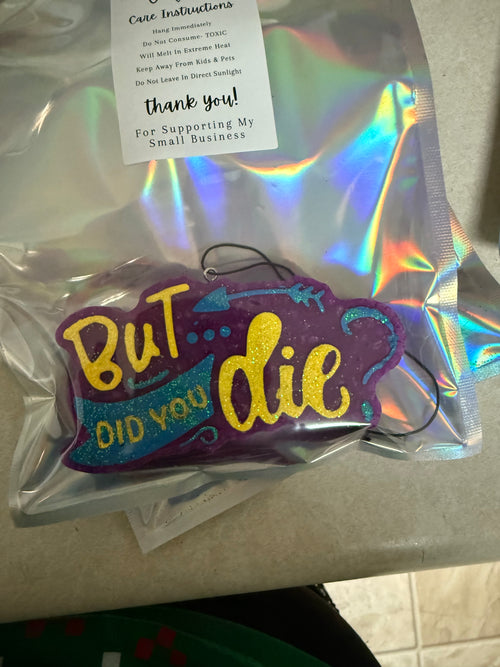 Care Instructions
Hang Immediately
Do Not Consume- TOXIC
Will Melt In Extreme Heat
Keep Away From Kids & Pets
Do Not Leave In Direct Sunlight
thank you!
For Supporting My
Small Business
BuT...
DID YOU
die?